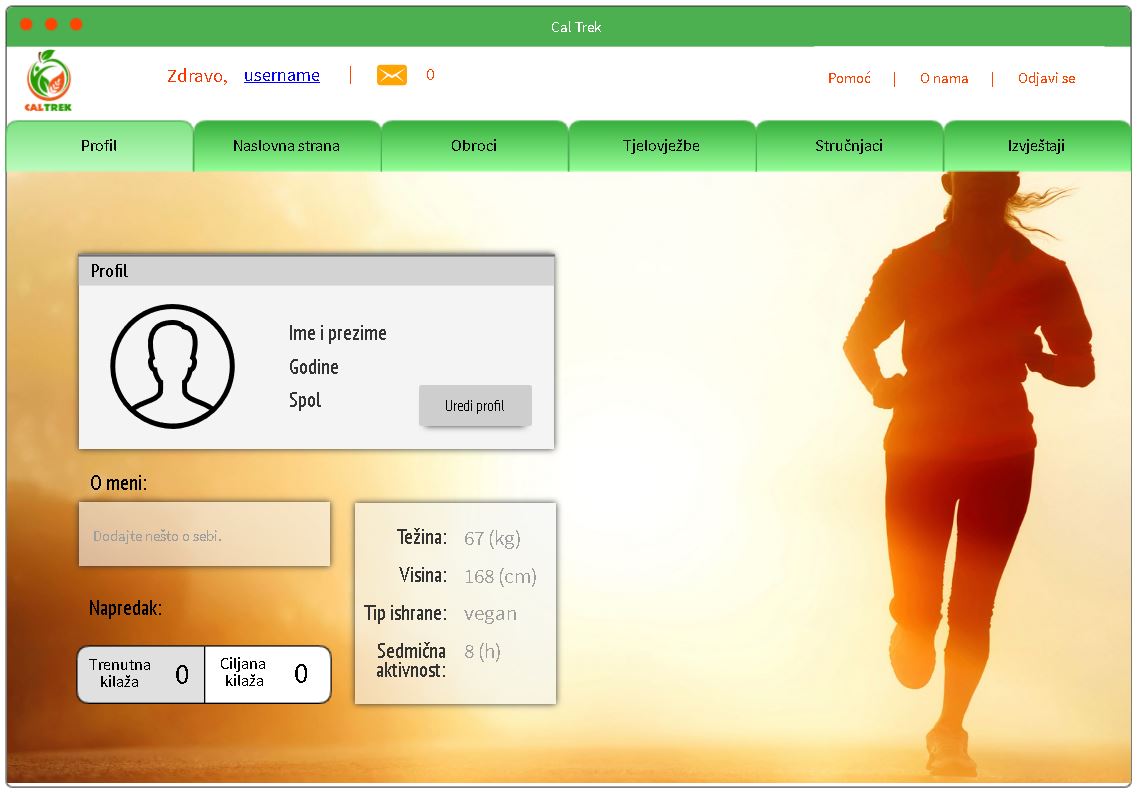 Cal Trek
CALTREK
Zdravo, username | 0
Pomoć | O nama | Odjavi se
Profil Naslovna strana Obroci Tjelovježbe Stručnjaci Izvještaji
Profil
Ime i prezime
Godine
Spol
Uredi profil
O meni:
Dodajte nešto o sebi.
Napredak:
Trenutna
kilaža
0
Ciljana
kilaža
0
Težina: 67 (kg)
Visina: 168 (cm)
Tip ishrane: vegan
Sedmična 8 (h)
aktivnost: